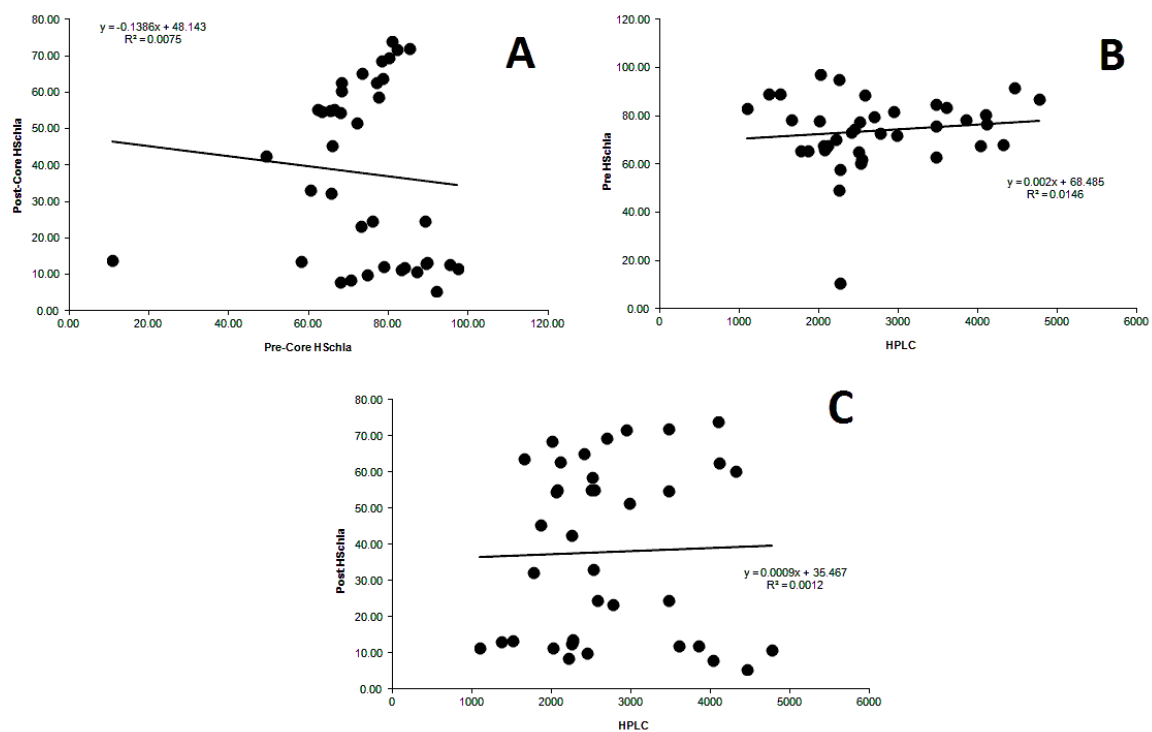 y = -0.1386x + 48.143
R² = 0.0075
A
80.00
70.00
60.00
50.00
40.00
30.00
20.00
10.00
0.00
Post-Core HSchla
0.00 20.00 40.00 60.00 80.00 100.00 120.00
Pre-Core HSchla
B
120.00
100.00
80.00
60.00
40.00
20.00
0.00
Pre HSchla
y = 0.002x + 68.485
R² = 0.0146
0 1000 2000 3000 4000 5000 6000
HPLC
C
80.00
70.00
60.00
50.00
40.00
30.00
20.00
10.00
0.00
Post HSchla
y = 0.0009x + 35.467
R² = 0.0012
0 1000 2000 3000 4000 5000 6000
HPLC